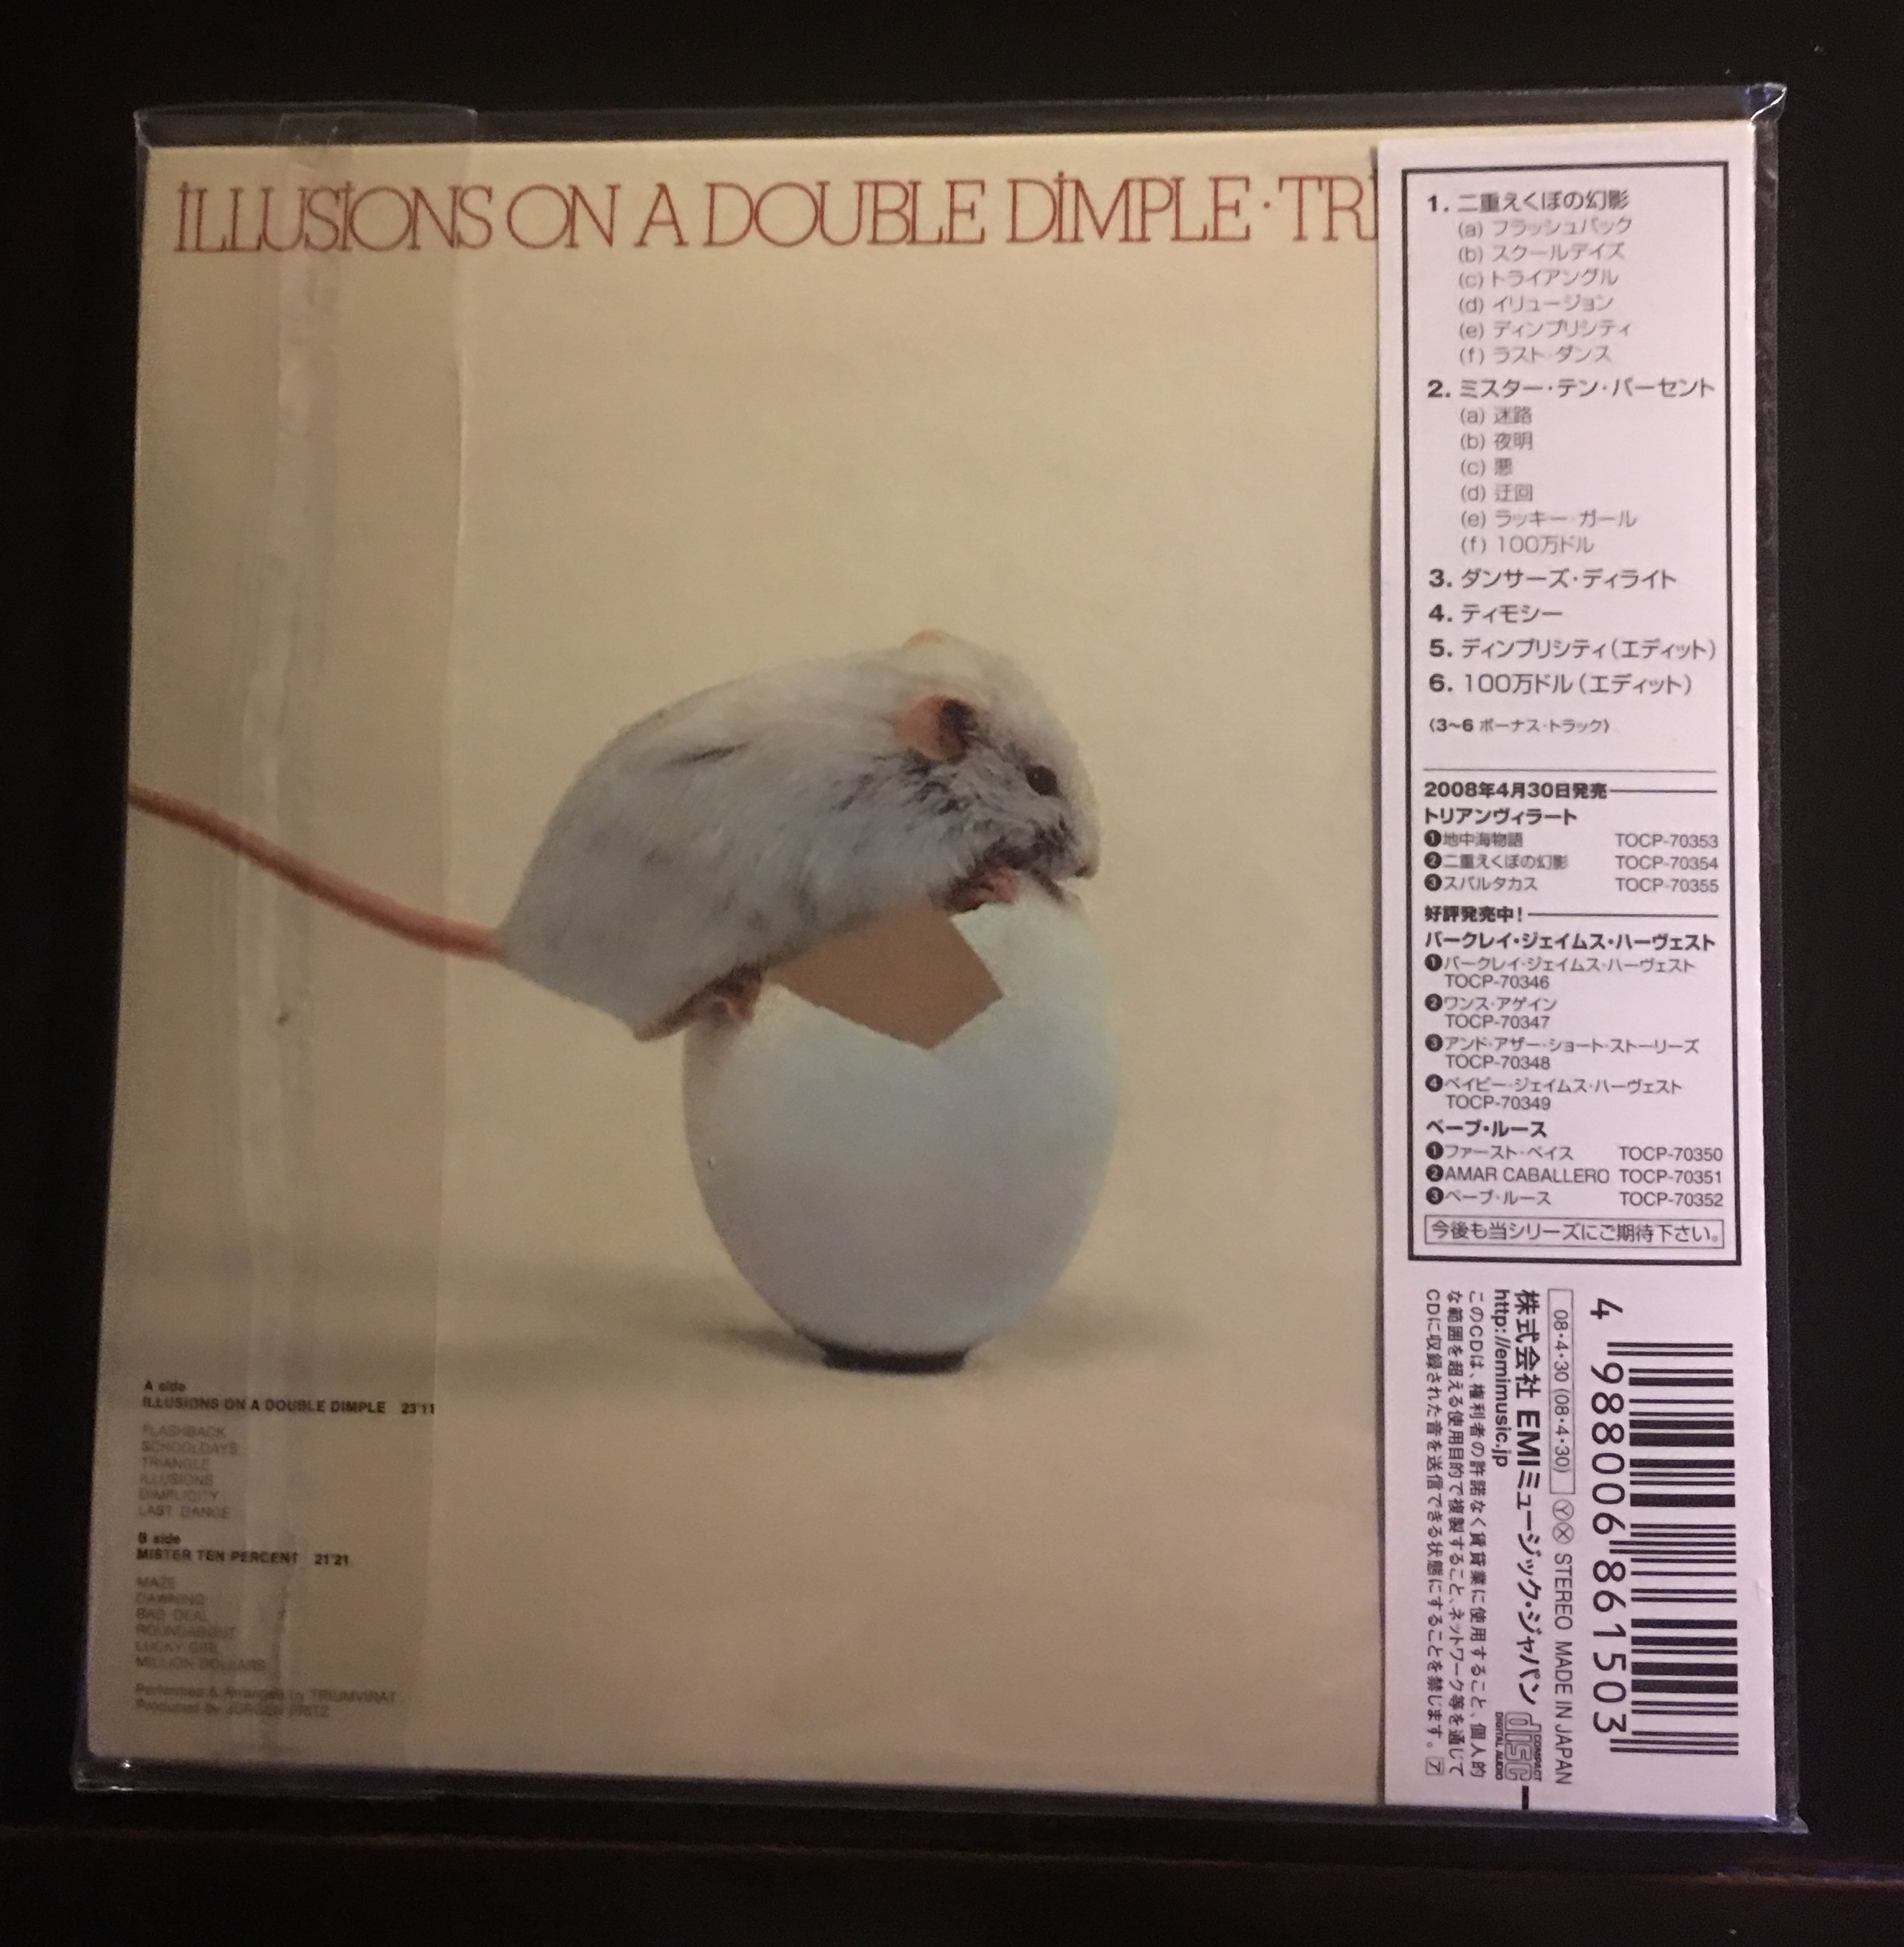 iLLUSiONS ON A DOUBLE DiMPLE · TRi
A side
ILLUSIONS ON A DOUBLE DIMPLE 23'11
FLASHBACK
SCHOOLDAYS
TRIANGLE
ILLUSIONS
DIMPLICITY
LAST DANCE
B side
MISTER TEN PERCENT 21'21
MAZE
DAWNING
BAD DEAL
ROUNDABOUT
LUCKY GIRL
MILLION DOLLARS
Performed & Arranged by TRIUMVIRAT
Produced By JÜRGEN FRITZ
1. 二重えくぼの幻影
(a) フラッシュバック
(b) スクールデイズ
(c) トライアングル
(d) イリュージョン
(e) ディンプリシティ
(f) ラスト・ダンス
2. ミスター・テン・パーセント
(a) 迷路
(b) 夜明
(c) 悪
(d) 迂回
(e) ラッキー・ガール
(f) 100万ドル
3. ダンサーズ・ディライト
4. ティモシー
5. ディンプリシティ(エディット)
6. 100万ドル(エディット)
(3~6 ボーナス・トラック)
2008年4月30日発売
トリアンヴィラート
❶地中海物語 TOCP-70353
❷二重えくぼの幻影 TOCP-70354
❸スパルタカス TOCP-70355
好評発売中!
バークレイ・ジェイムス・ハーヴェスト
❶バークレイ・ジェイムス・ハーヴェスト
TOCP-70346
❷ワンス・アゲイン
TOCP-70347
❸アンド・アザー・ショート・ストーリーズ
TOCP-70348
❹ベイビー・ジェイムス・ハーヴェスト
TOCP-70349
ベーブ・ルース
❶ファースト・ベイス TOCP-70350
❷AMAR CABALLERO TOCP-70351
❸ベーブ・ルース TOCP-70352
今後も当シリーズにご期待下さい。
4 988006 861503
08・4・30 (08・4・30) Ⓨ Ⓧ STEREO MADE IN JAPAN
株式会社 EMIミュージック・ジャパン
http://emimusic.jp
COMPACT disc DIGITAL AUDIO
このCDは、権利者の許諾なく賃貸業に使用すること、個人的
な範囲を超える使用目的で複製すること、ネットワーク等を通じて
CDに収録された音を送信できる状態にすることを禁じます。ア